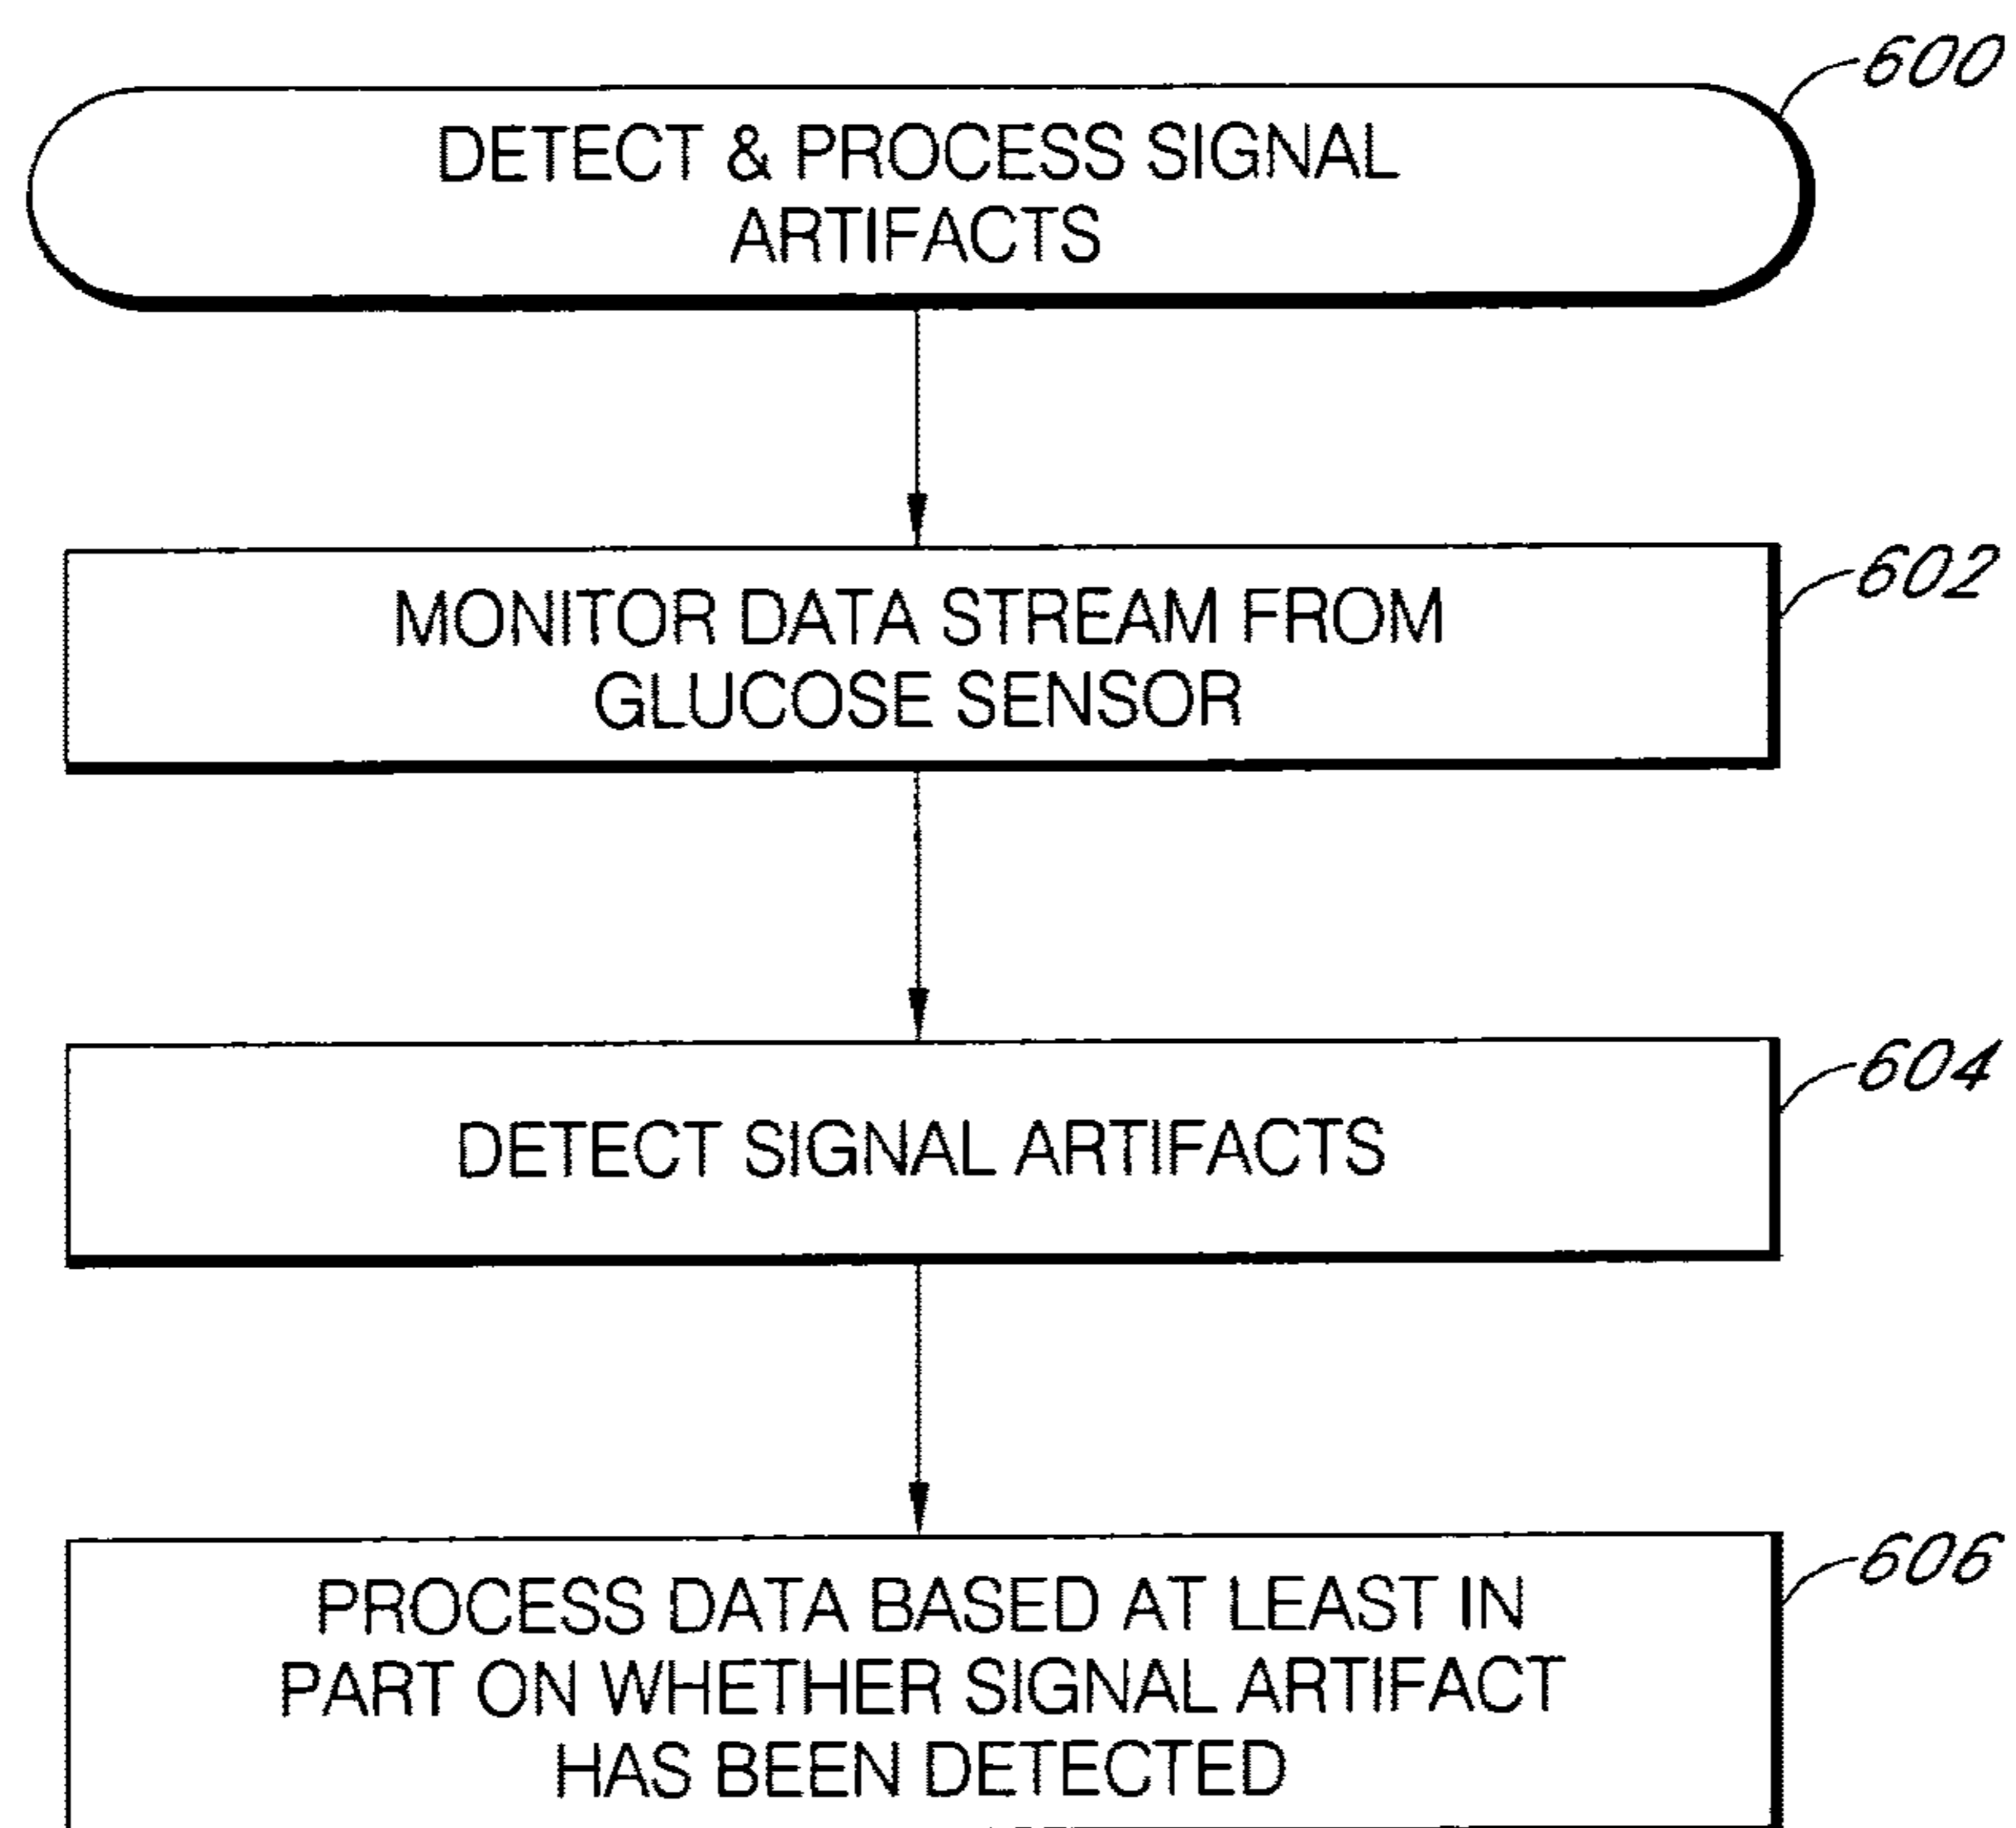 600
DETECT & PROCESS SIGNAL
ARTIFACTS
602
MONITOR DATA STREAM FROM
GLUCOSE SENSOR
604
DETECT SIGNAL ARTIFACTS
606
PROCESS DATA BASED AT LEAST IN
PART ON WHETHER SIGNAL ARTIFACT
HAS BEEN DETECTED